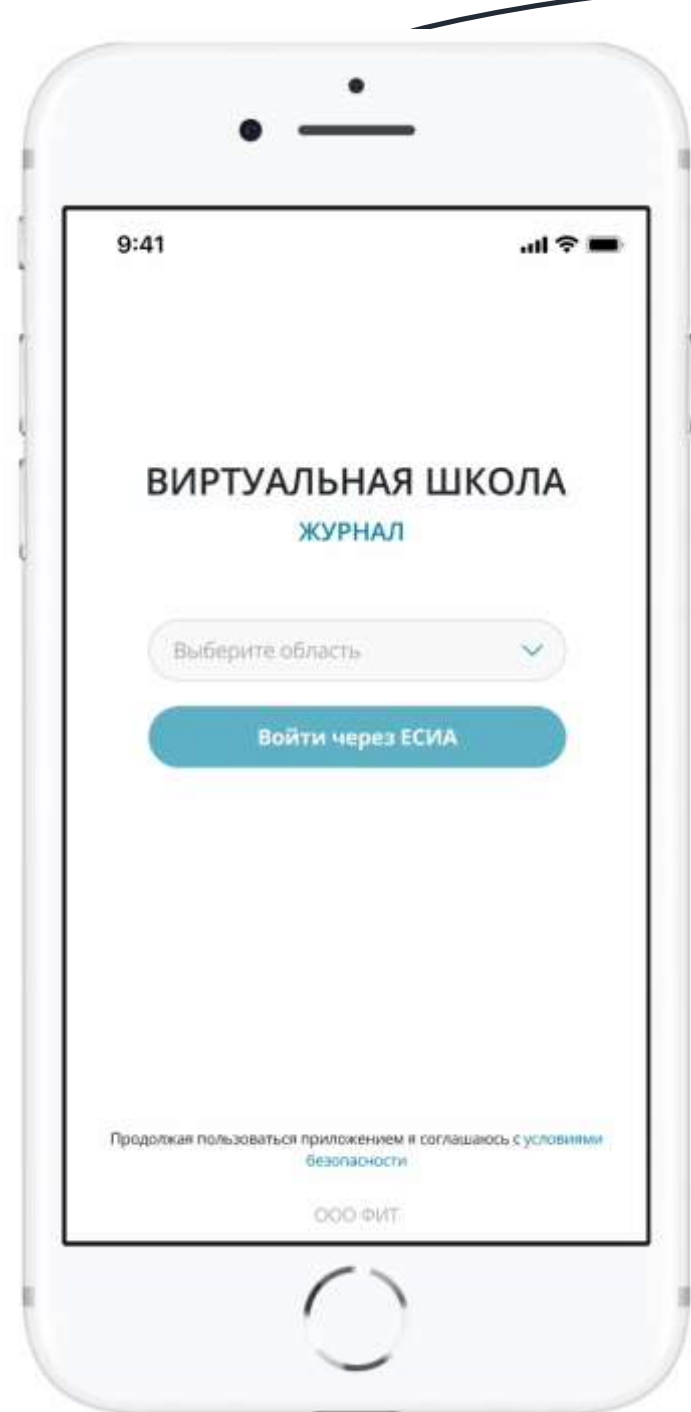 9:41
ВИРТУАЛЬНАЯ ШКОЛА
ЖУРНАЛ
Выберите область
Войти через ЕСИА
Продолжая пользоваться приложением я соглашаюсь с условиями
безопасности
ООО ФИТ